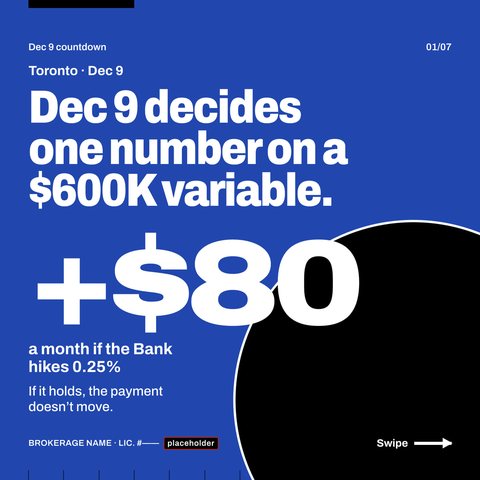 Dec 9 countdown
01/07
Toronto · Dec 9
Dec 9 decides
one number on a
$600K variable.
+$80
a month if the Bank
hikes 0.25%
If it holds, the payment
doesn’t move.
BROKERAGE NAME · LIC. #—— placeholder
Swipe